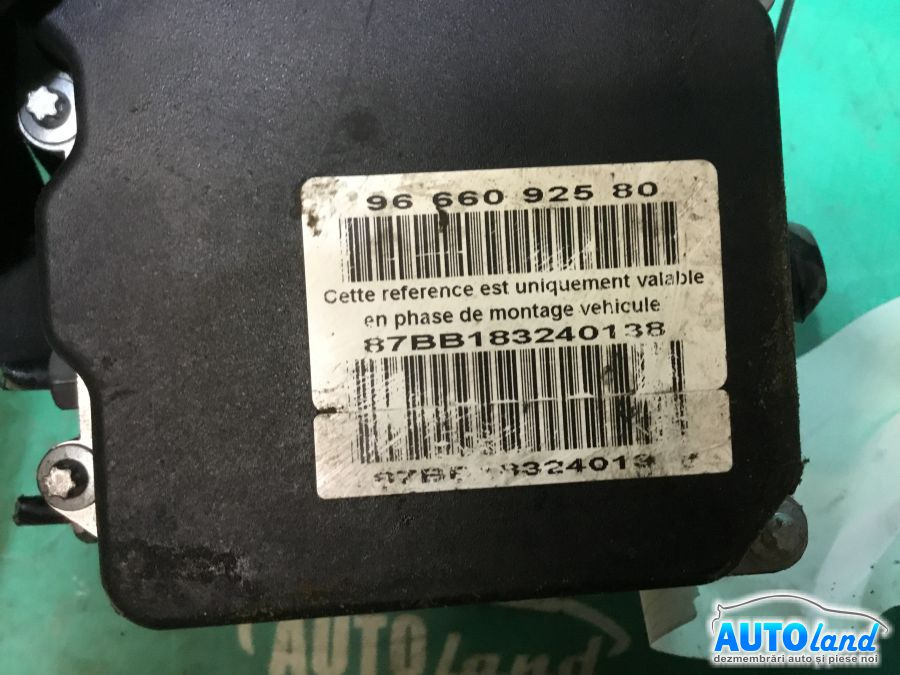 96 660 925 80
Cette reference est uniquement valable
en phase de montage vehicule
87BB183240138
AUTOland
AUTOland
dezmembrări auto și piese noi